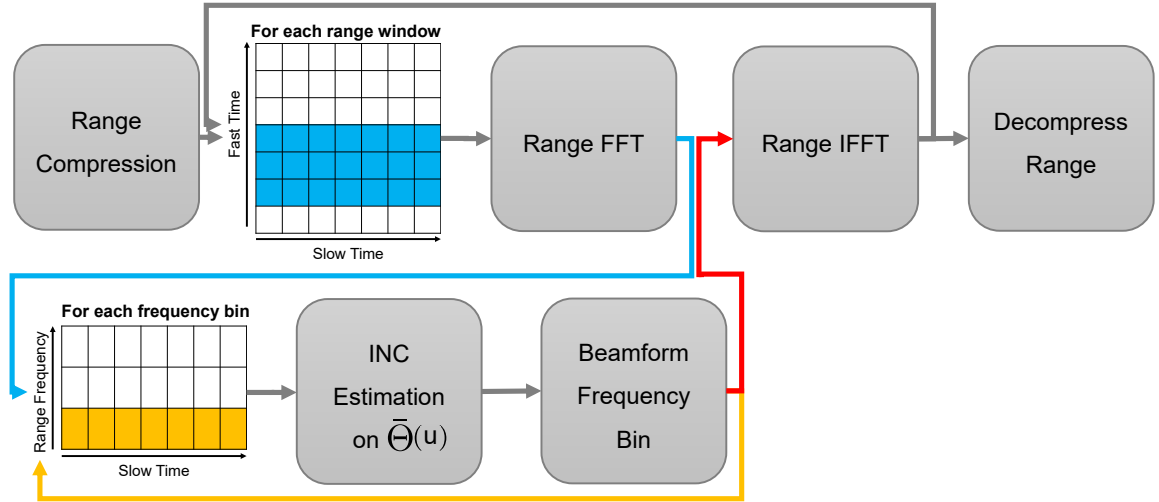 For each range window
Range
Compression
Fast Time
Slow Time
Range FFT
Range IFFT
Decompress
Range
For each frequency bin
Range Frequency
Slow Time
INC
Estimation
on Θ̄(u)
Beamform
Frequency
Bin